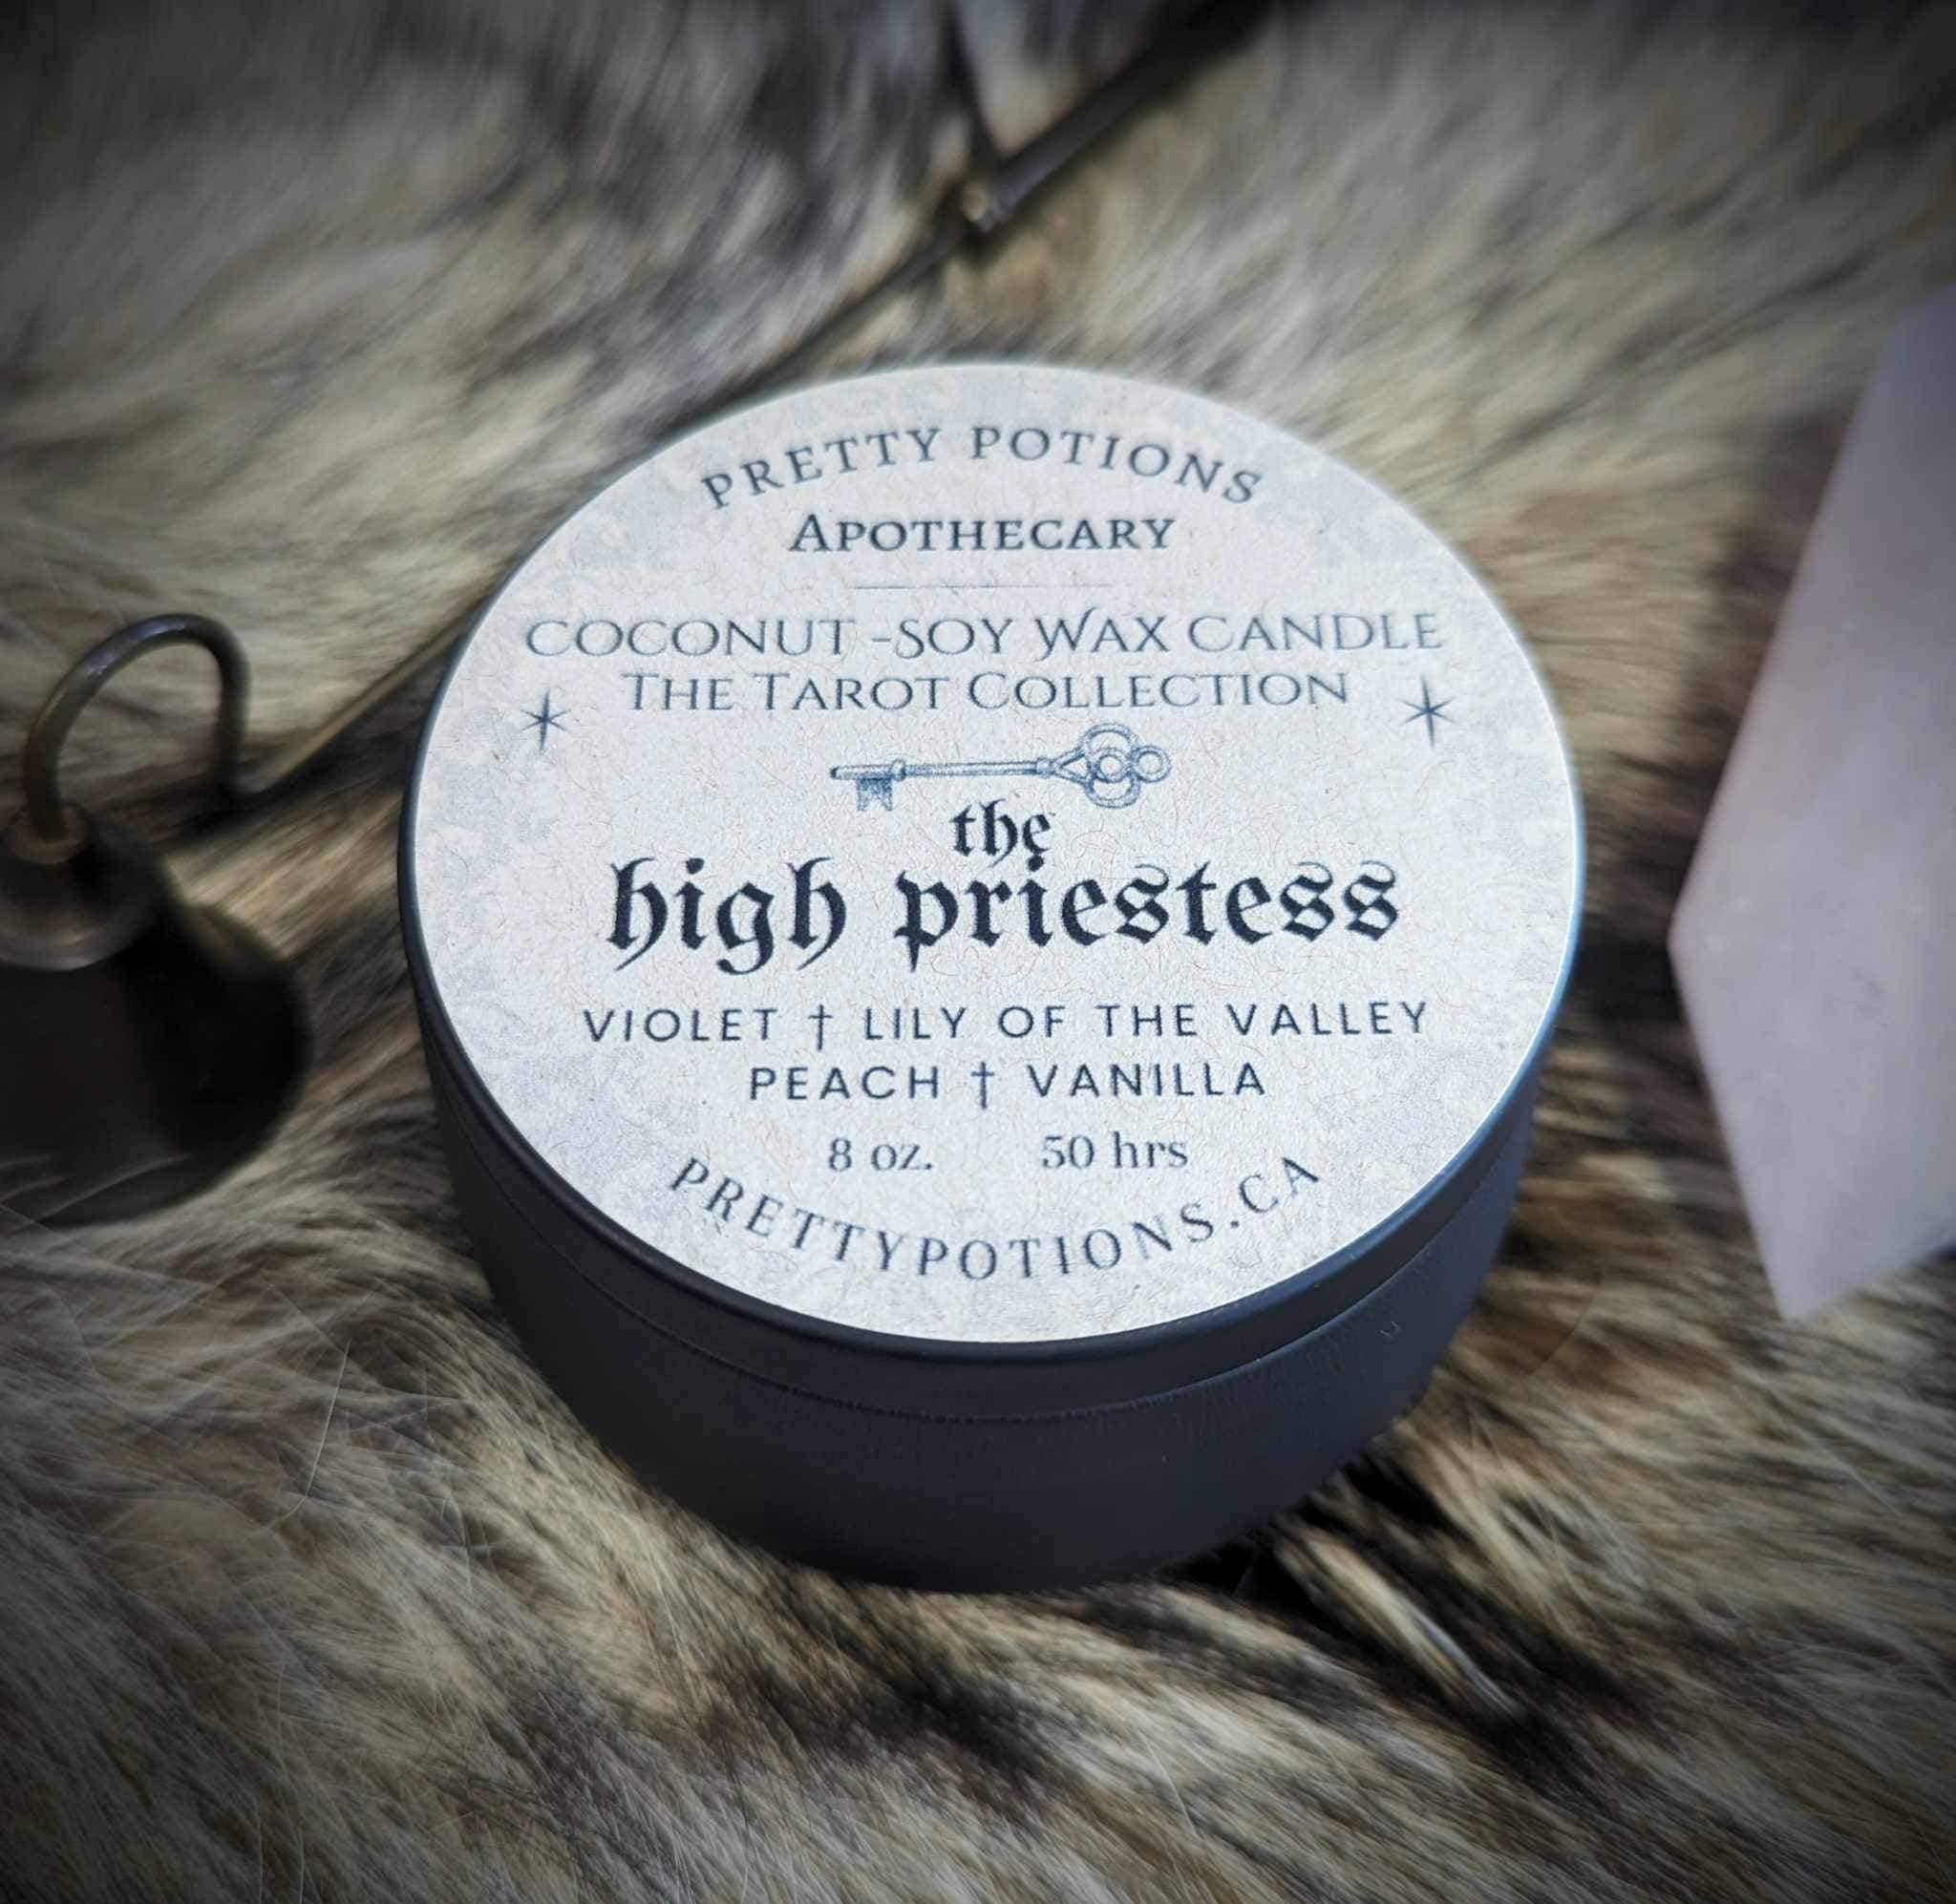 PRETTY POTIONS
APOTHECARY
COCONUT-SOY WAX CANDLE
THE TAROT COLLECTION
the
high priestess
VIOLET † LILY OF THE VALLEY
PEACH † VANILLA
8 oz. 50 hrs
PRETTYPOTIONS.CA